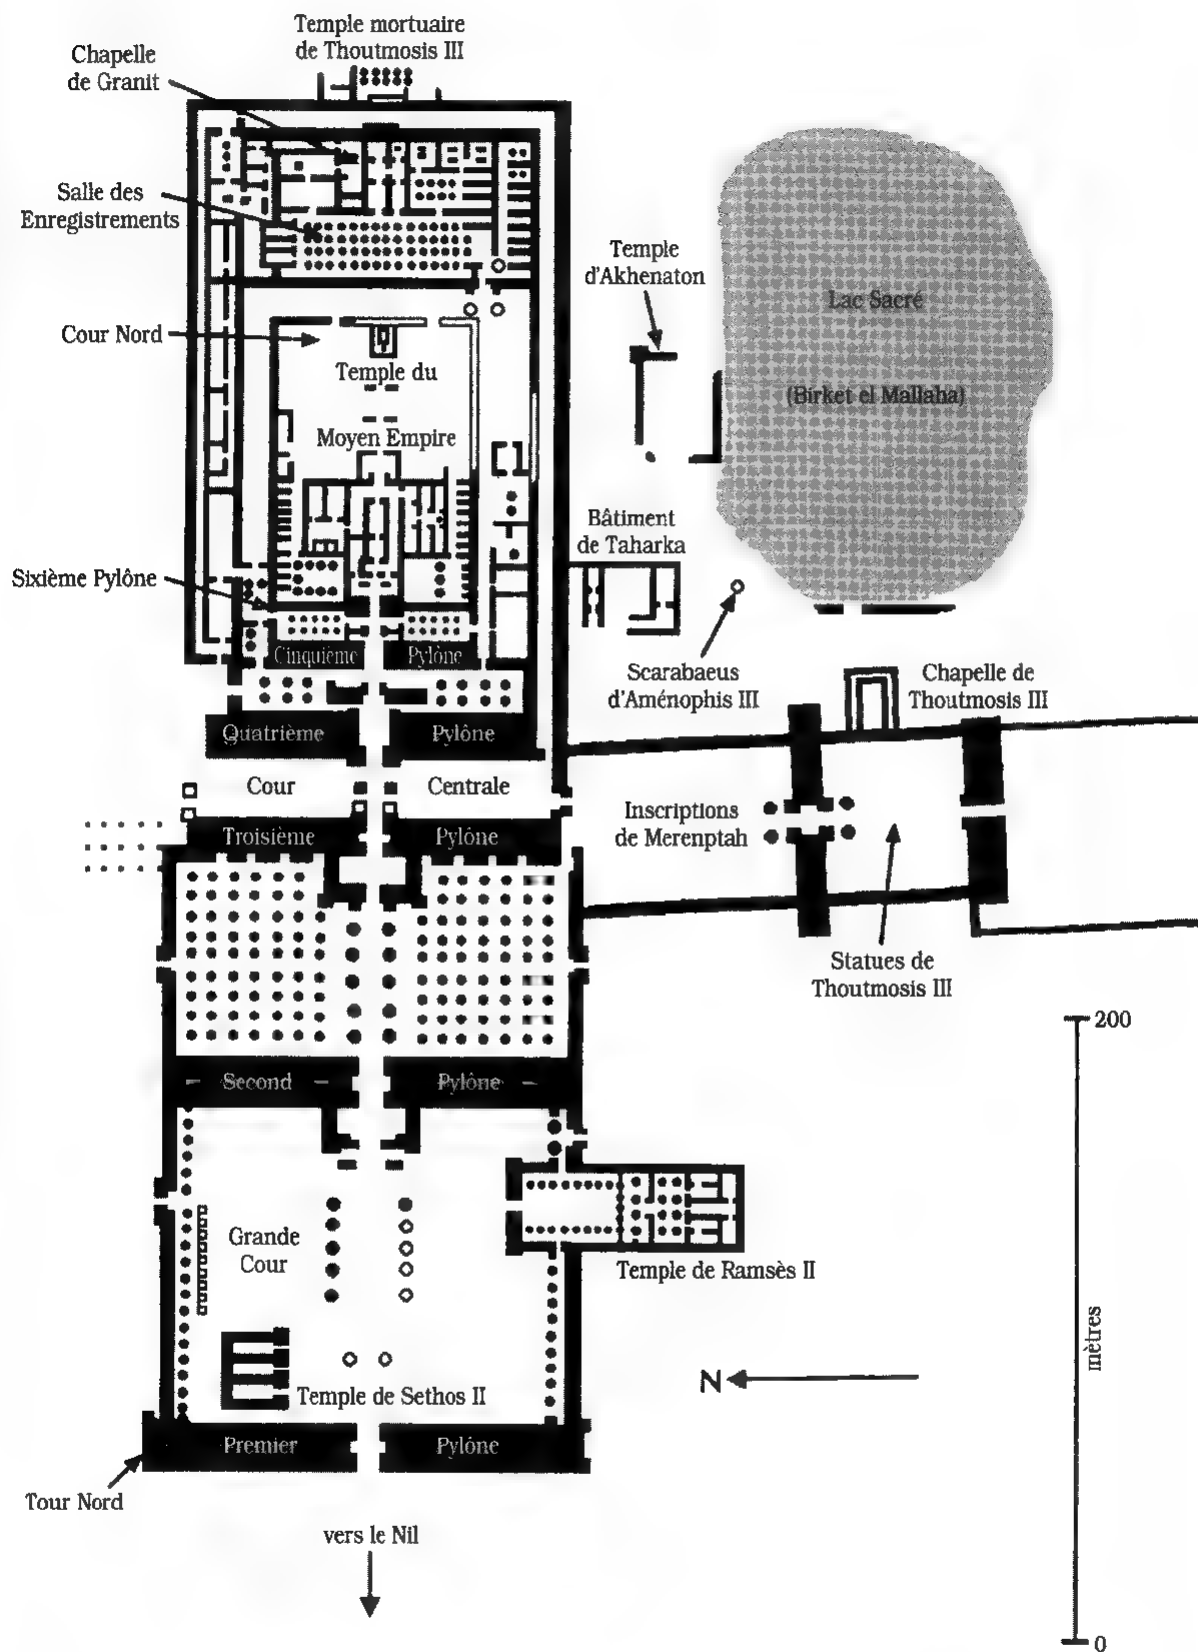 Temple mortuaire
de Thoutmosis III
Chapelle
de Granit
Salle des
Enregistrements
Temple
d'Akhenaton
Lac Sacré
Cour Nord
Temple du
(Birket el Mallaha)
Moyen Empire
Bâtiment
de Taharka
Sixième Pylône
Cinquième Pylône
Scarabaeus
d'Aménophis III
Chapelle de
Thoutmosis III
Quatrième Pylône
Cour Centrale
Inscriptions
de Merenptah
Troisième Pylône
Statues de
Thoutmosis III
200
Second Pylône
Grande
Cour
Temple de Ramsès II
mètres
N
Temple de Sethos II
Premier Pylône
Tour Nord
vers le Nil
0